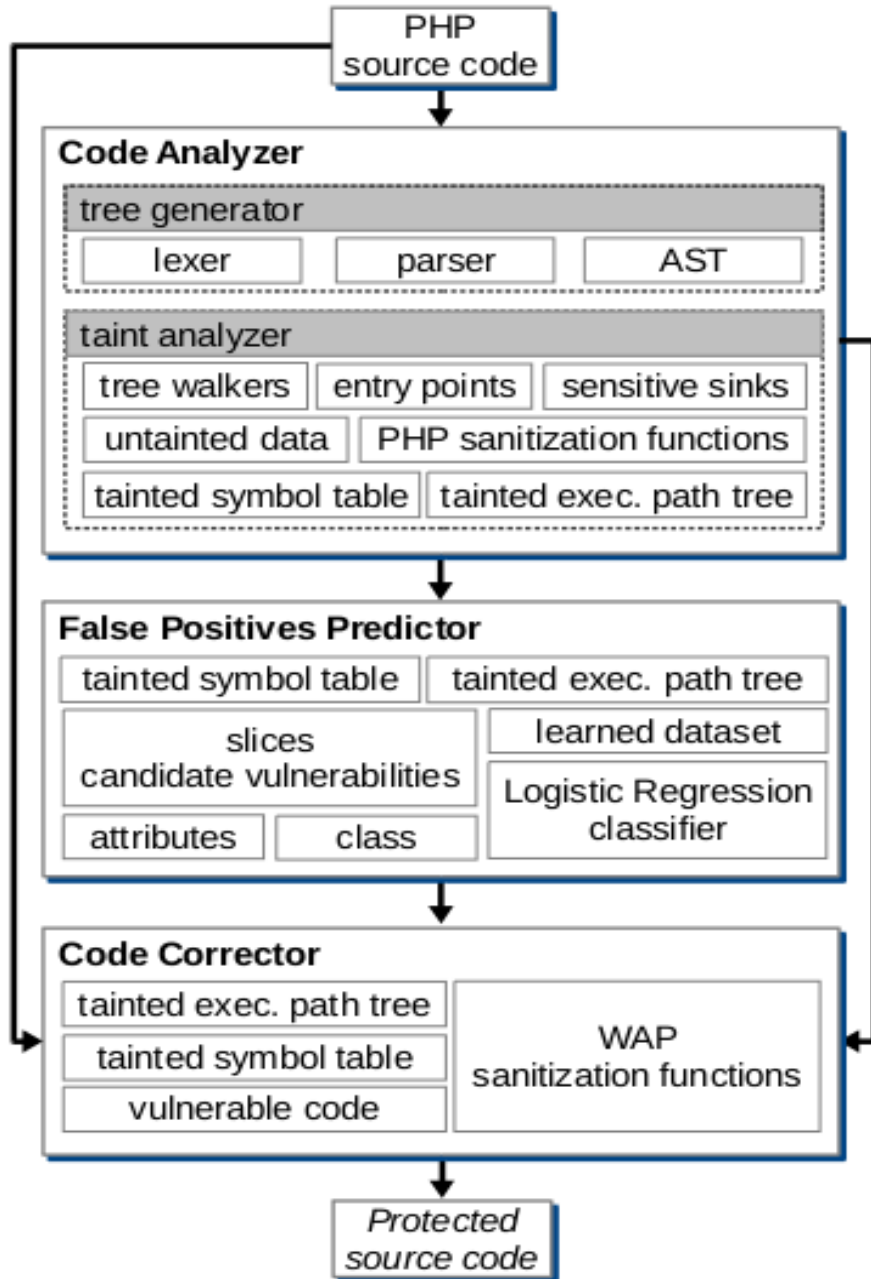 PHP
source code
Code Analyzer
tree generator
lexer parser AST
taint analyzer
tree walkers entry points sensitive sinks
untainted data PHP sanitization functions
tainted symbol table tainted exec. path tree
False Positives Predictor
tainted symbol table tainted exec. path tree
slices
candidate vulnerabilities
learned dataset
Logistic Regression
classifier
attributes class
Code Corrector
tainted exec. path tree
tainted symbol table
vulnerable code
WAP
sanitization functions
Protected
source code